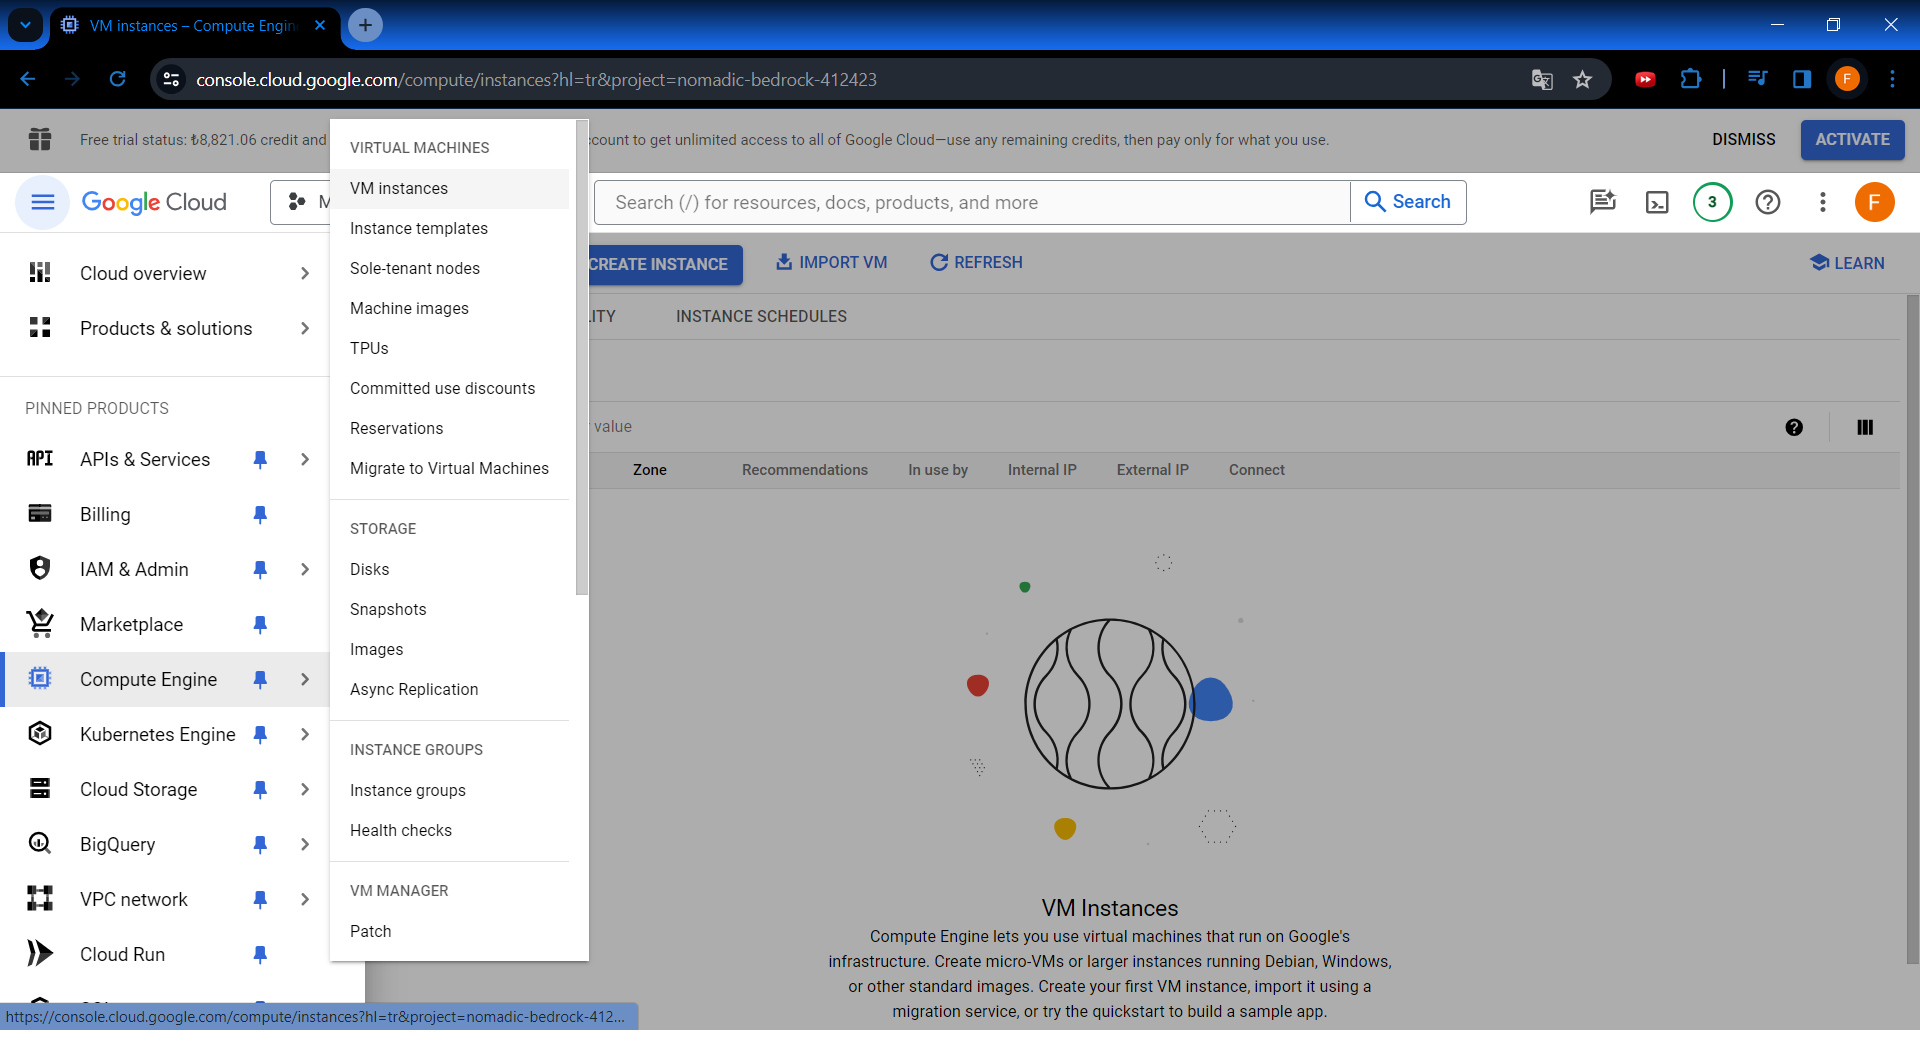 VM instances – Compute Engin
console.cloud.google.com/compute/instances?hl=tr&project=nomadic-bedrock-412423
F
Free trial status: ₺8,821.06 credit and
count to get unlimited access to all of Google Cloud—use any remaining credits, then pay only for what you use.
DISMISS
ACTIVATE
Google Cloud
M
Search (/) for resources, docs, products, and more
Search
3
F
Cloud overview
Products & solutions
PINNED PRODUCTS
API APIs & Services
Billing
IAM & Admin
Marketplace
Compute Engine
Kubernetes Engine
Cloud Storage
BigQuery
VPC network
Cloud Run
VIRTUAL MACHINES
VM instances
Instance templates
Sole-tenant nodes
Machine images
TPUs
Committed use discounts
Reservations
Migrate to Virtual Machines
STORAGE
Disks
Snapshots
Images
Async Replication
INSTANCE GROUPS
Instance groups
Health checks
VM MANAGER
Patch
CREATE INSTANCE
IMPORT VM
REFRESH
LEARN
LITY
INSTANCE SCHEDULES
value
Zone
Recommendations
In use by
Internal IP
External IP
Connect
VM Instances
Compute Engine lets you use virtual machines that run on Google's
infrastructure. Create micro-VMs or larger instances running Debian, Windows,
or other standard images. Create your first VM instance, import it using a
migration service, or try the quickstart to build a sample app.
https://console.cloud.google.com/compute/instances?hl=tr&project=nomadic-bedrock-412...